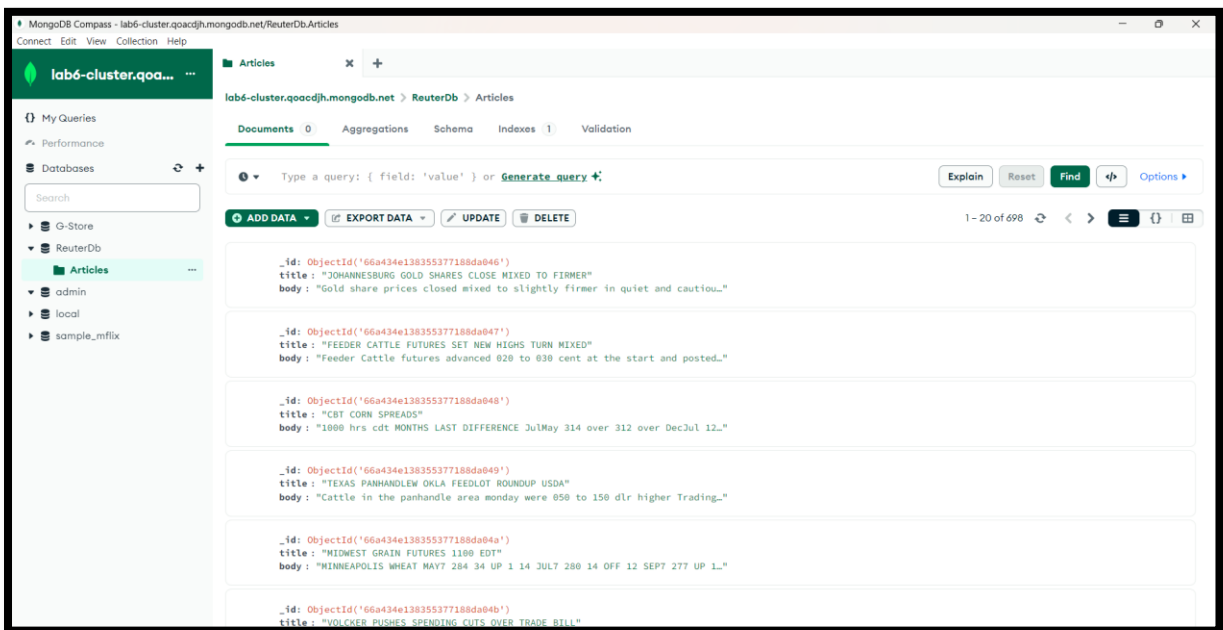 MongoDB Compass - lab6-cluster.qoacdjh.mongodb.net/ReuterDb.Articles
Connect Edit View Collection Help
lab6-cluster.qoa... ...
Articles
lab6-cluster.qoacdjh.mongodb.net > ReuterDb > Articles
{} My Queries
Performance
Databases
Search
G-Store
ReuterDb
Articles ...
admin
local
sample_mflix
Documents 0 Aggregations Schema Indexes 1 Validation
Type a query: { field: 'value' } or Generate query
Explain Reset Find </> Options
ADD DATA EXPORT DATA UPDATE DELETE
1 – 20 of 698 {}
_id: ObjectId('66a434e138355377188da046')
title : "JOHANNESBURG GOLD SHARES CLOSE MIXED TO FIRMER"
body : "Gold share prices closed mixed to slightly firmer in quiet and cautiou…"
_id: ObjectId('66a434e138355377188da047')
title : "FEEDER CATTLE FUTURES SET NEW HIGHS TURN MIXED"
body : "Feeder Cattle futures advanced 020 to 030 cent at the start and posted…"
_id: ObjectId('66a434e138355377188da048')
title : "CBT CORN SPREADS"
body : "1000 hrs cdt MONTHS LAST DIFFERENCE JulMay 314 over 312 over DecJul 12…"
_id: ObjectId('66a434e138355377188da049')
title : "TEXAS PANHANDLEW OKLA FEEDLOT ROUNDUP USDA"
body : "Cattle in the panhandle area monday were 050 to 150 dlr higher Trading…"
_id: ObjectId('66a434e138355377188da04a')
title : "MIDWEST GRAIN FUTURES 1100 EDT"
body : "MINNEAPOLIS WHEAT MAY7 284 34 UP 1 14 JUL7 280 14 OFF 12 SEP7 277 UP 1…"
_id: ObjectId('66a434e138355377188da04b')
title : "VOLCKER PUSHES SPENDING CUTS OVER TRADE BILL"